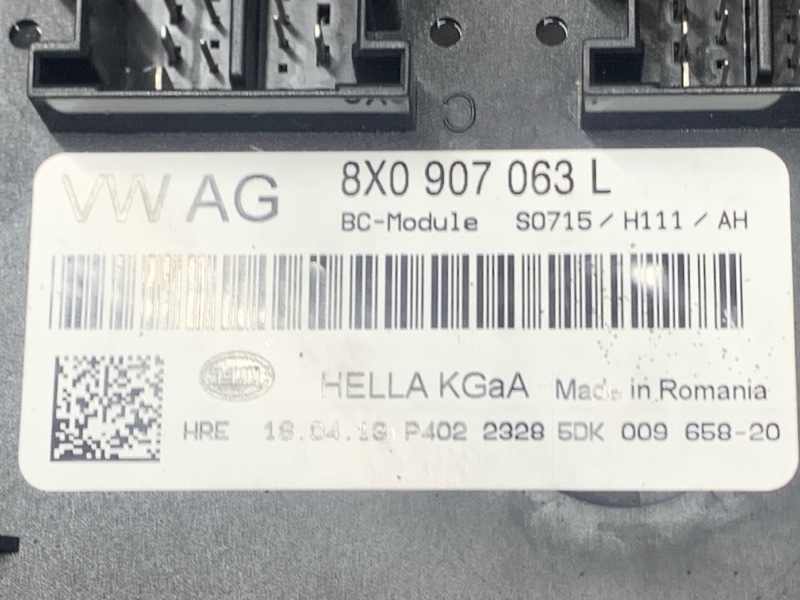 VW AG 8X0 907 063 L
BC-Module S0715 / H111 / AH
HELLA KGaA Made in Romania
HRE P402 2328 5DK 009 658-20